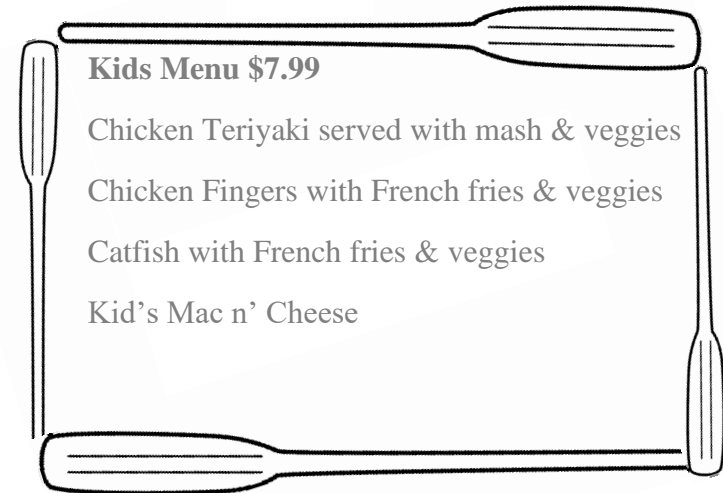 Kids Menu $7.99
Chicken Teriyaki served with mash & veggies
Chicken Fingers with French fries & veggies
Catfish with French fries & veggies
Kid’s Mac n’ Cheese